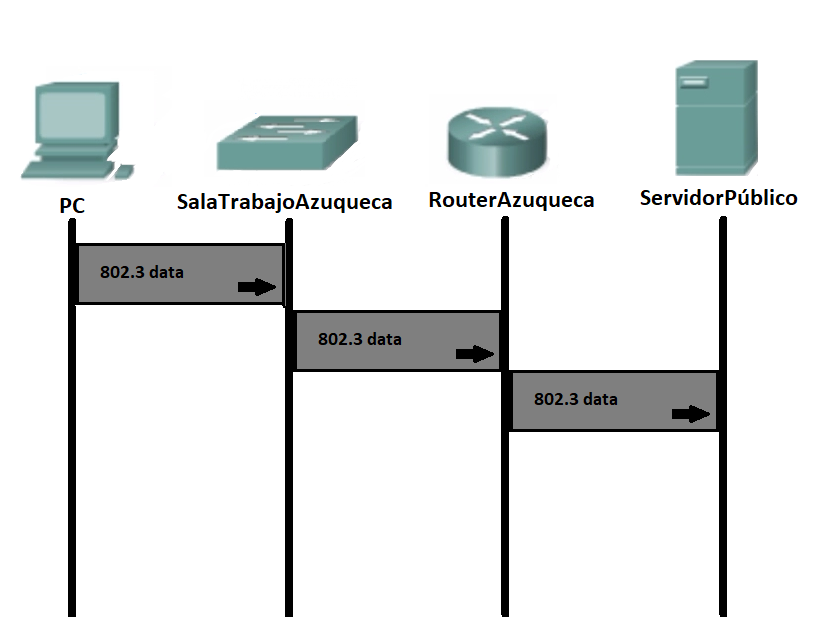 PC
SalaTrabajoAzuqueca
RouterAzuqueca
ServidorPúblico
802.3 data
802.3 data
802.3 data